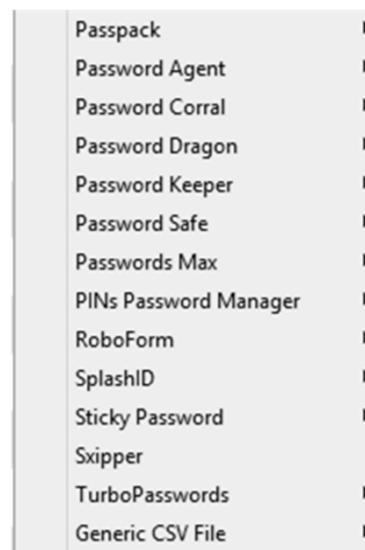 Passpack
Password Agent
Password Corral
Password Dragon
Password Keeper
Password Safe
Passwords Max
PINs Password Manager
RoboForm
SplashID
Sticky Password
Sxipper
TurboPasswords
Generic CSV File